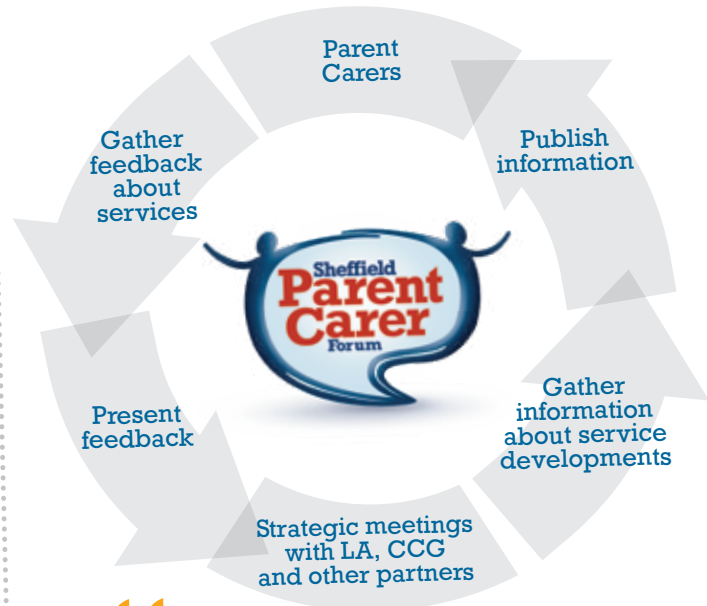 Parent
Carers
Gather
feedback
about
services
Present
feedback
Strategic meetings
with LA, CCG
and other partners
Gather
information
about service
developments
Publish
information
Sheffield
Parent
Carer
Forum